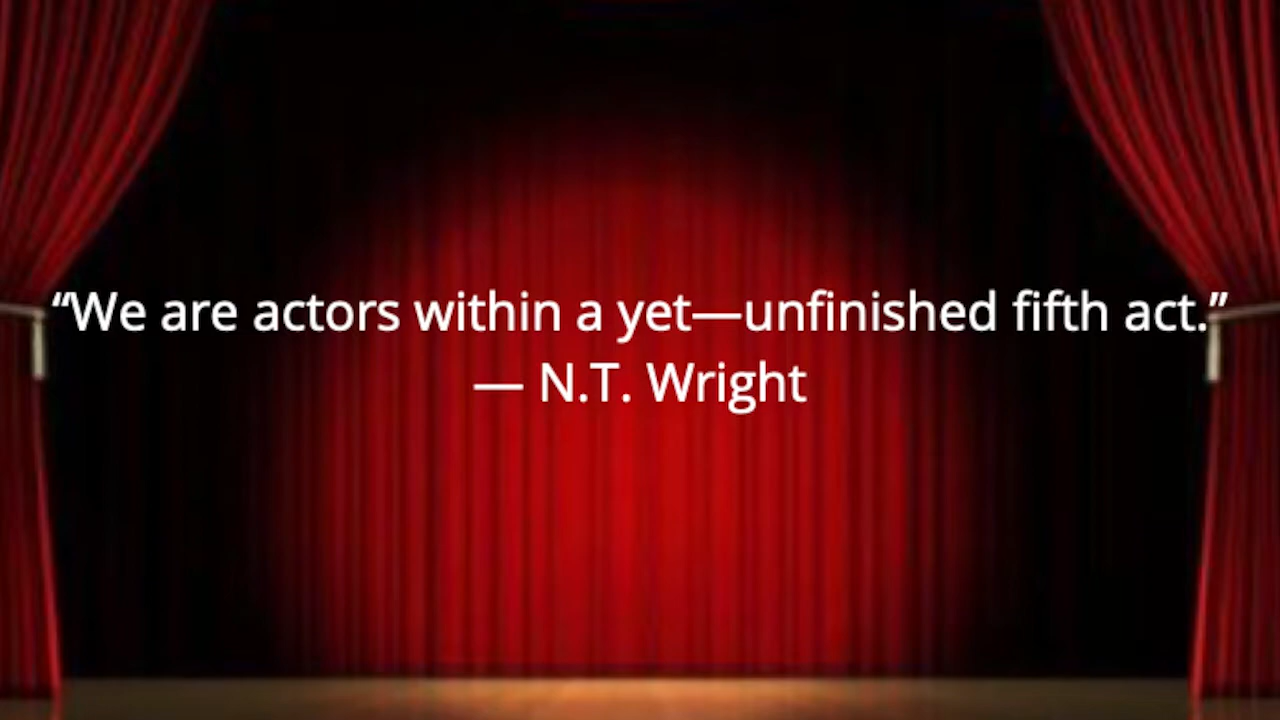 “We are actors within a yet—unfinished fifth act.”
— N.T. Wright